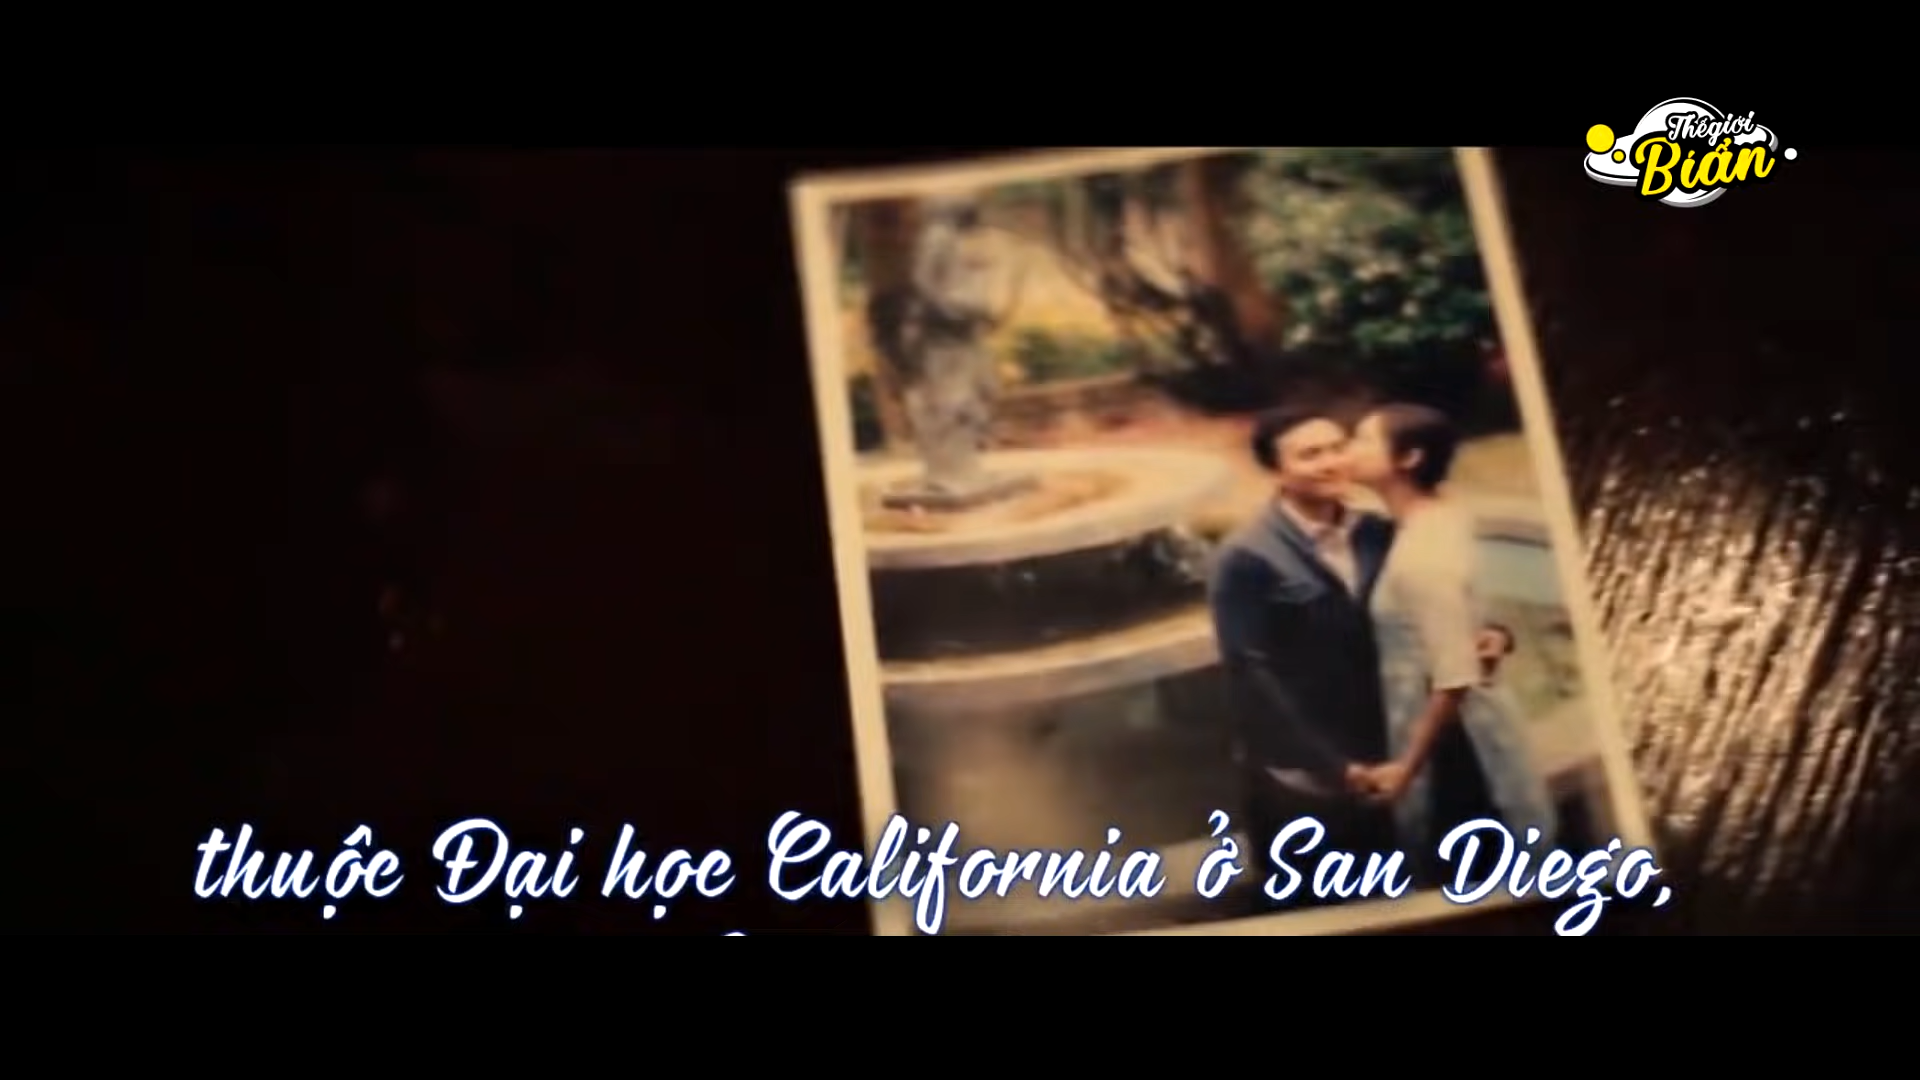 Thế giới
Bí ẩn
thuộc Đại học California ở San Diego,